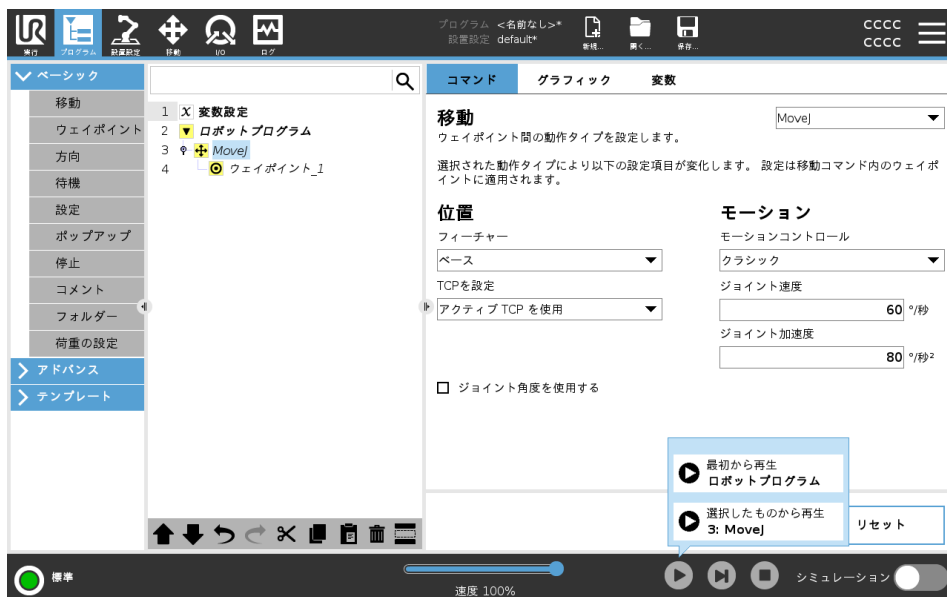 UR
実行
プログラム
設置設定
移動
I/O
ログ
プログラム <名前なし>*
設置設定 default*
新規...
開く...
保存...
CCCC
CCCC
ベーシック
移動
ウェイポイント
方向
待機
設定
ポップアップ
停止
コメント
フォルダー
荷重の設定
アドバンス
テンプレート
1 X 変数設定
2 ロボットプログラム
3 MoveJ
4 ウェイポイント_1
コマンド グラフィック 変数
移動
MoveJ
ウェイポイント間の動作タイプを設定します。
選択された動作タイプにより以下の設定項目が変化します。 設定は移動コマンド内のウェイポ
イントに適用されます。
位置
フィーチャー
ベース
TCPを設定
アクティブ TCP を使用
ジョイント角度を使用する
モーション
モーションコントロール
クラシック
ジョイント速度
60 °/秒
ジョイント加速度
80 °/秒²
最初から再生
ロボットプログラム
選択したものから再生
3: MoveJ
リセット
標準
速度 100%
シミュレーション